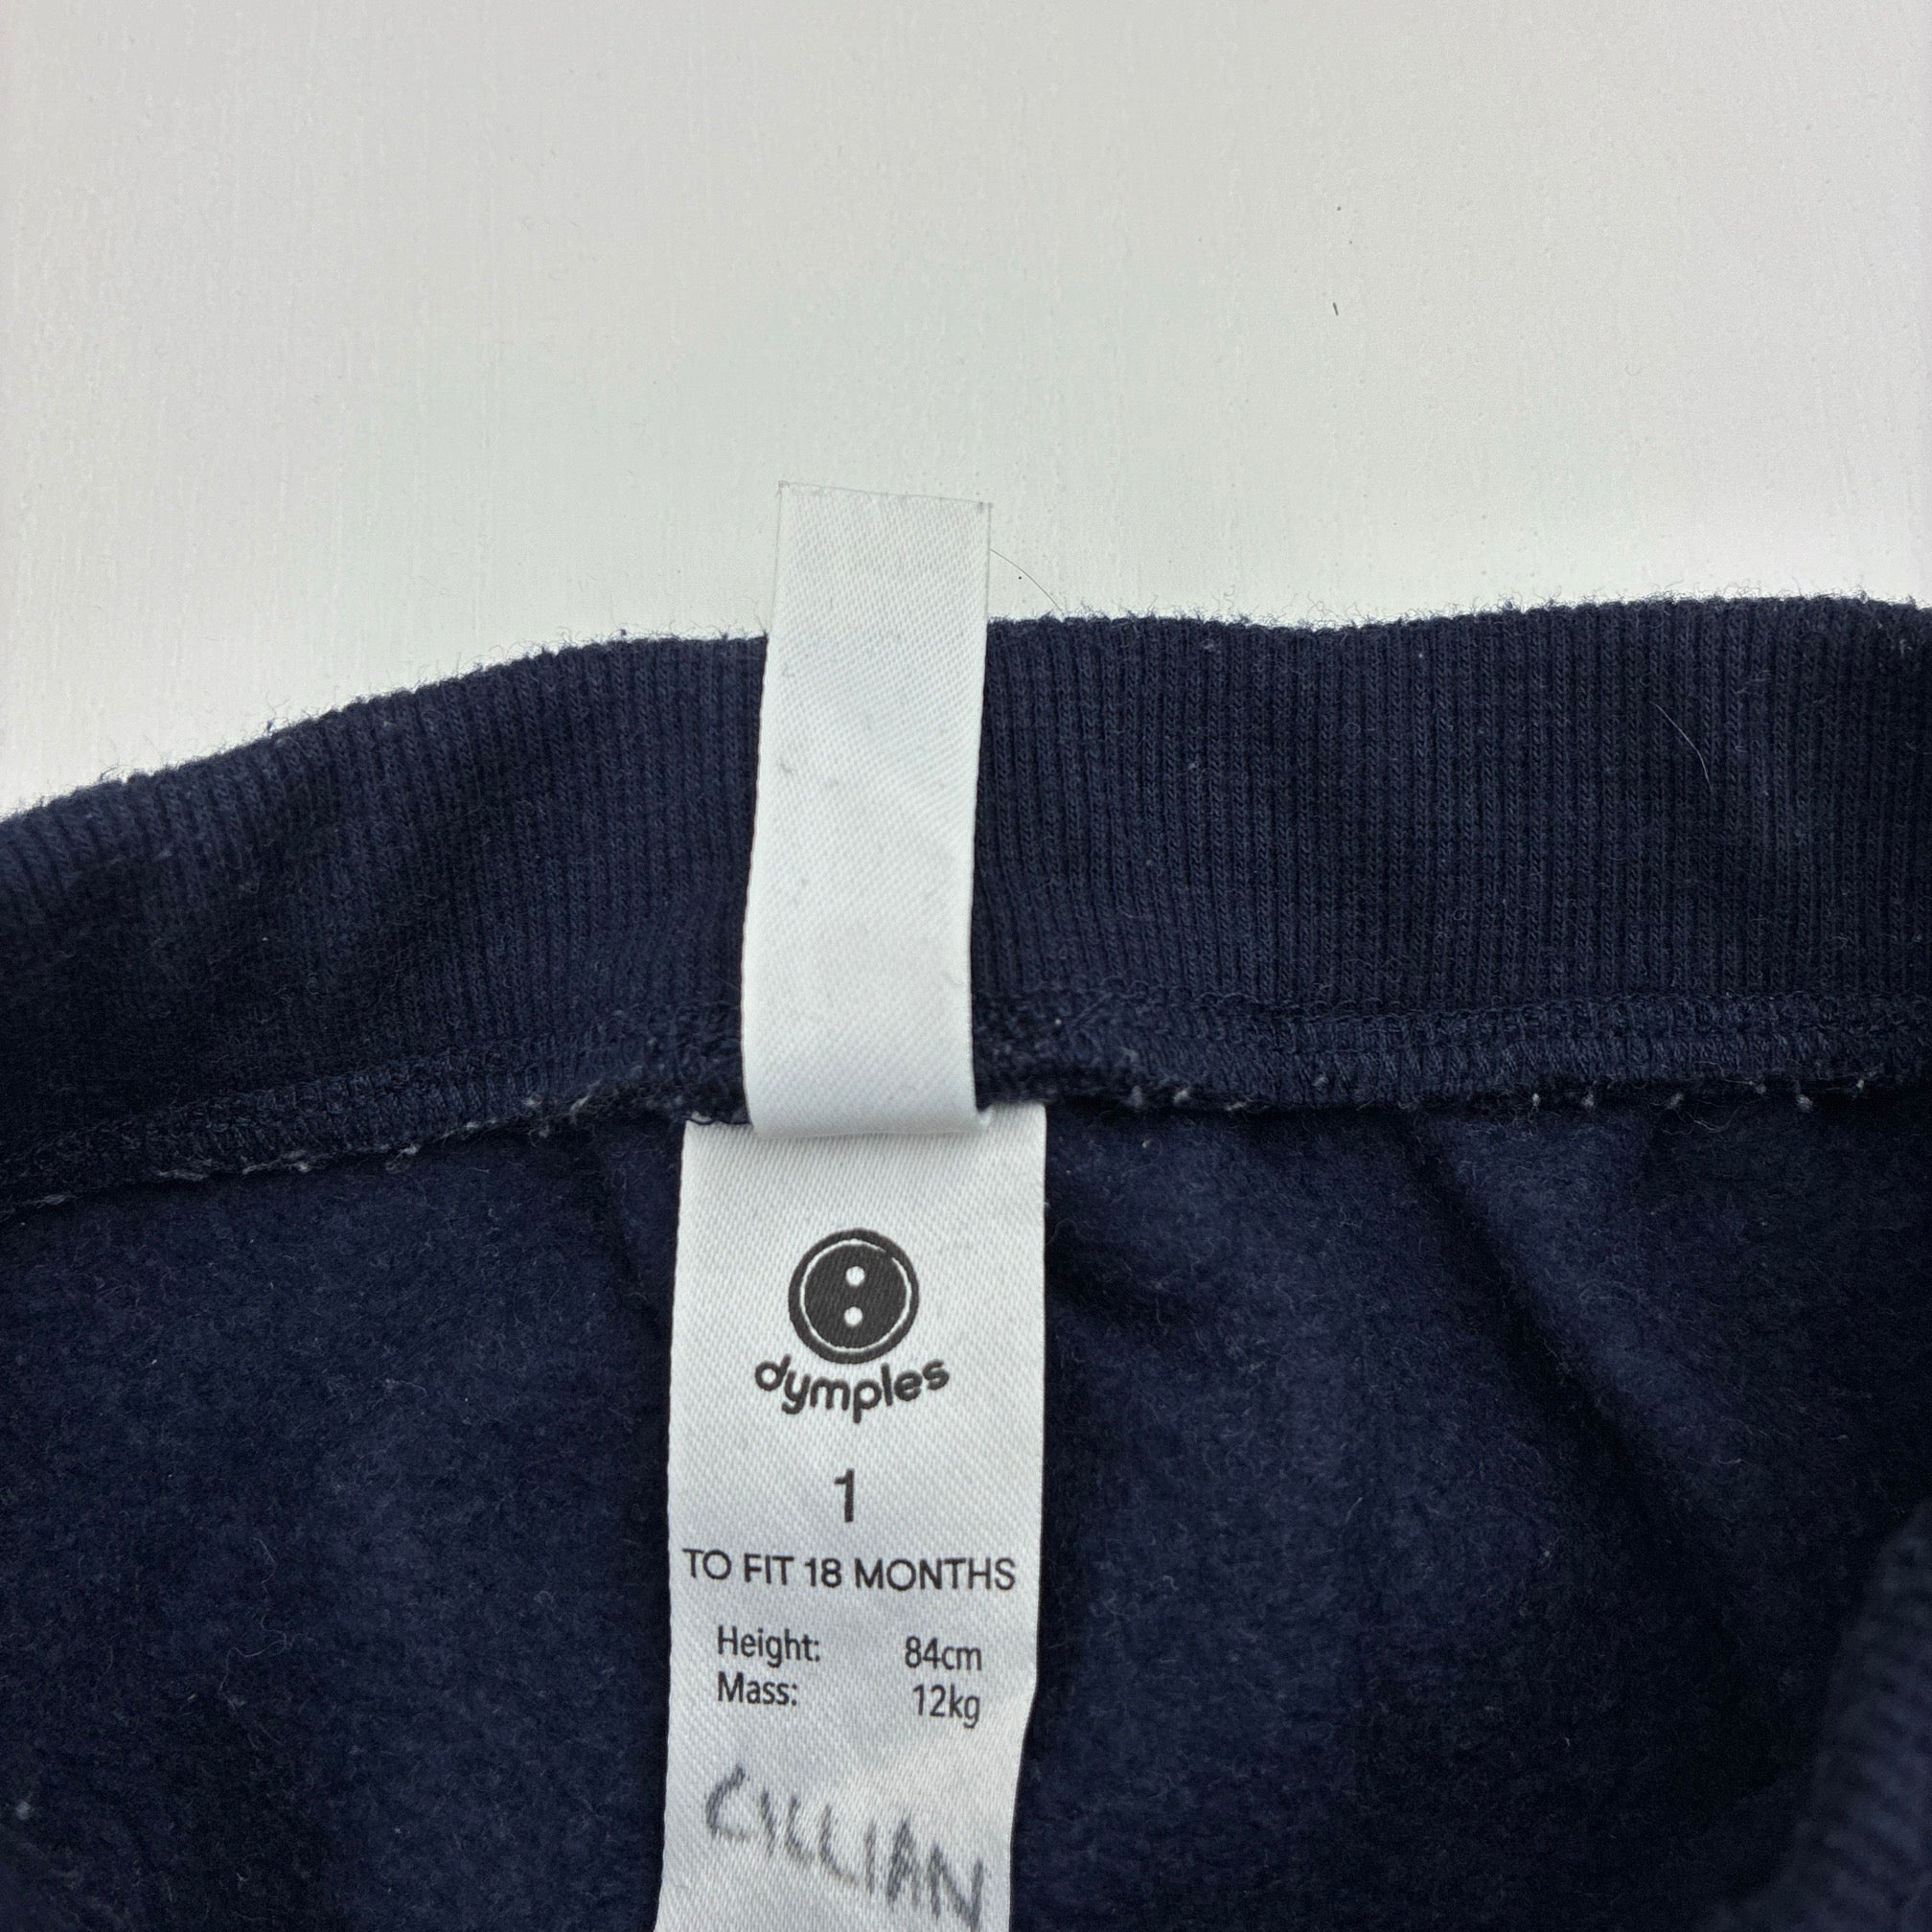 dymples
1
TO FIT 18 MONTHS
Height: 84cm
Mass: 12kg
CILLIAN